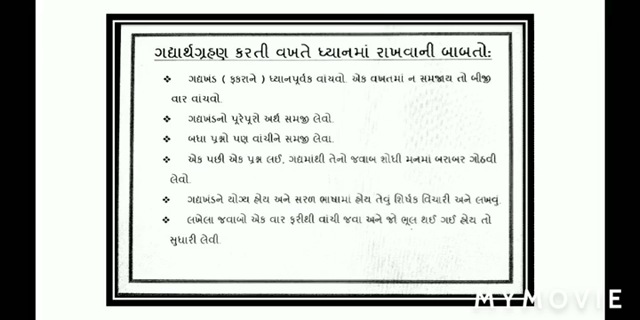 ગદ્યાર્થગ્રહણ કરતી વખતે ધ્યાનમાં રાખવાની બાબતો:
❖ ગદ્યખંડ ( ફકરાને ) ધ્યાનપૂર્વક વાંચવો. એક વખતમાં ન સમજાય તો બીજી
વાર વાંચવો.
❖ ગદ્યખંડનો પૂરેપૂરો અર્થ સમજી લેવો.
❖ બધા પ્રશ્નો પણ વાંચીને સમજી લેવા.
❖ એક પછી એક પ્રશ્ન લઈ, ગદ્યમાંથી તેનો જવાબ શોધી મનમાં બરાબર ગોઠવી
લેવો.
❖ ગદ્યખંડને યોગ્ય હોય અને સરળ ભાષામાં હોય તેવું શિર્ષક વિચારી અને લખવું.
❖ લખેલા જવાબો એક વાર ફરીથી વાંચી જવા અને જો ભૂલ થઈ ગઈ હોય તો
સુધારી લેવી.
MYMOVIE